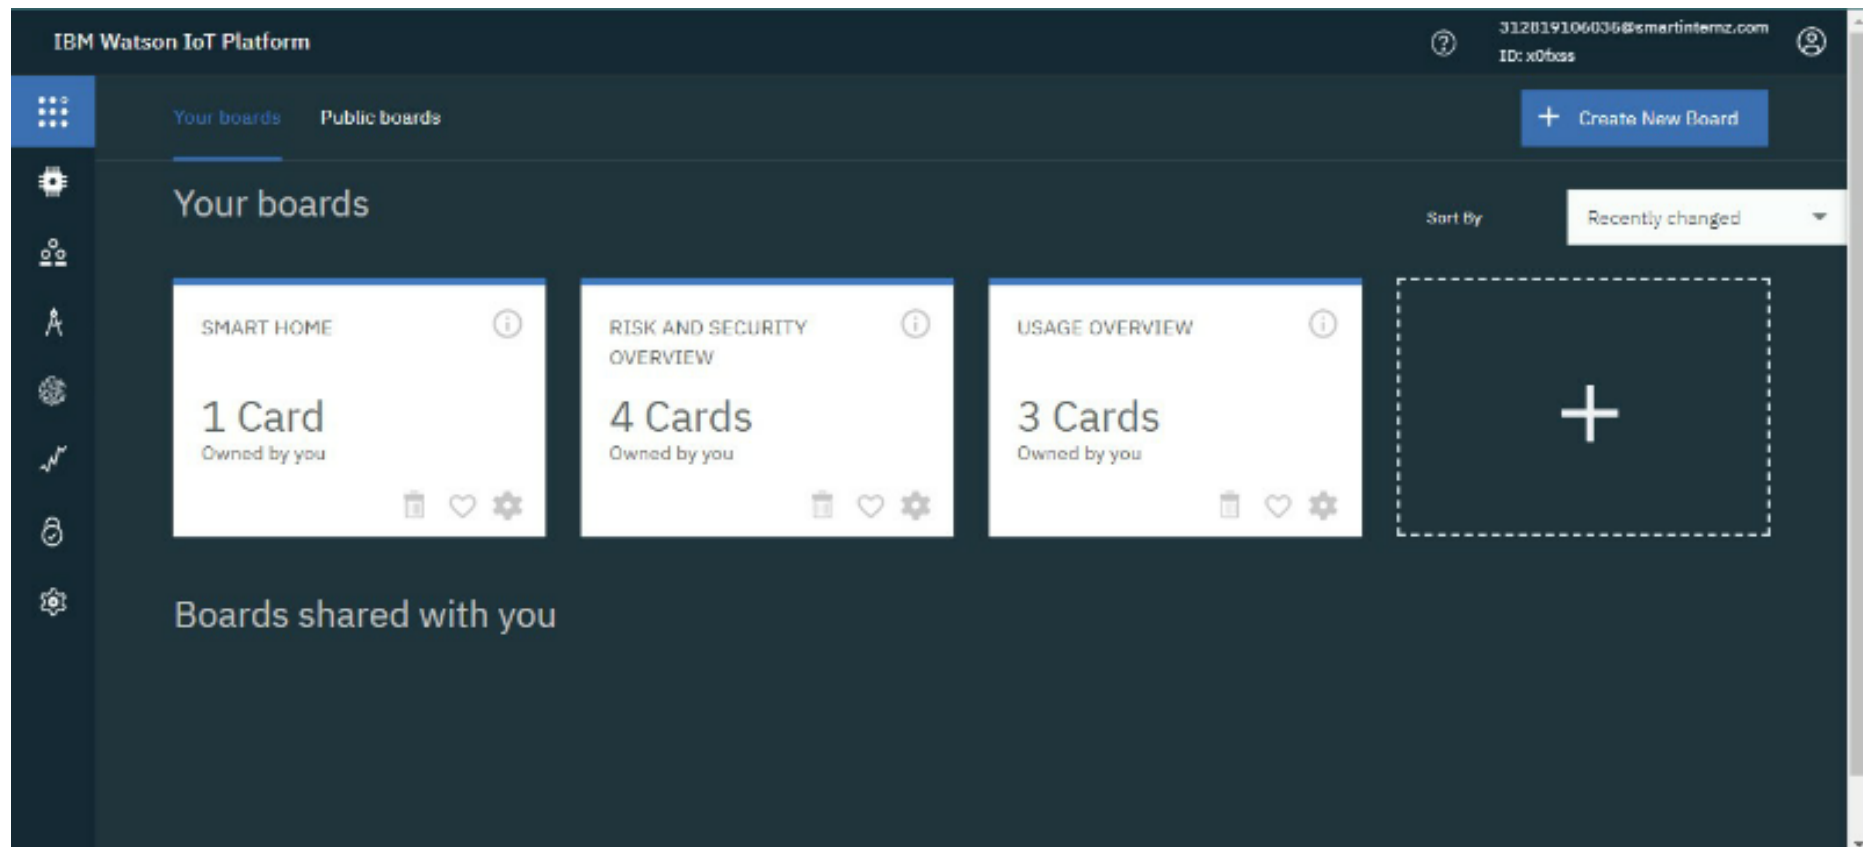 IBM Watson IoT Platform
312819106036@smartinternz.com
ID:
Your boards
Public boards
+ Create New Board
Your boards
Sort By
Recently changed
SMART HOME
1 Card
Owned by you
RISK AND SECURITY
OVERVIEW
4 Cards
Owned by you
USAGE OVERVIEW
3 Cards
Owned by you
Boards shared with you